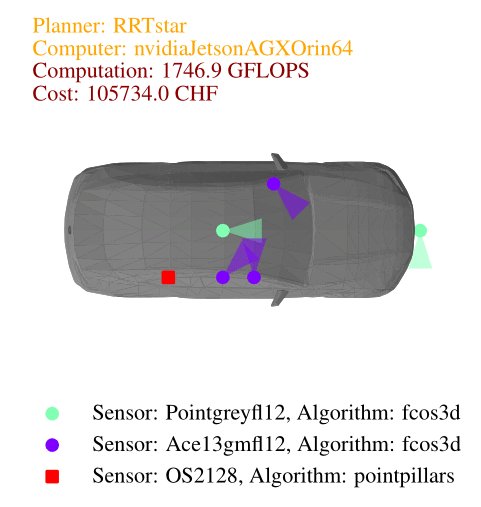 Planner: RRTstar
Computer: nvidiaJetsonAGXOrin64
Computation: 1746.9 GFLOPS
Cost: 105734.0 CHF
Sensor: Pointgreyfl12, Algorithm: fcos3d
Sensor: Ace13gmfl12, Algorithm: fcos3d
Sensor: OS2128, Algorithm: pointpillars